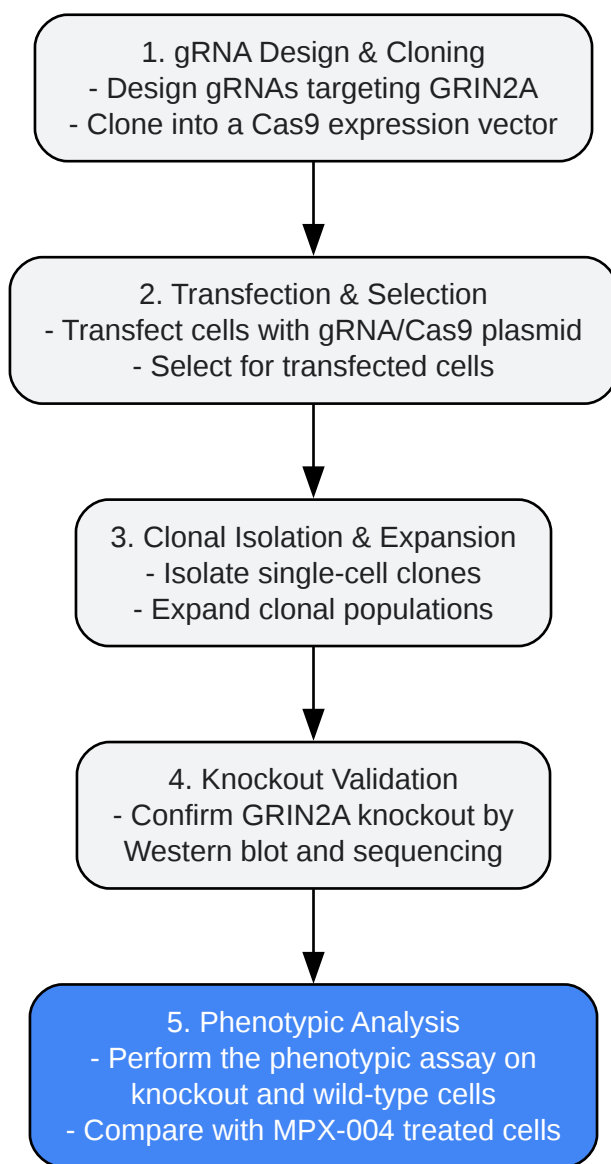 1. gRNA Design & Cloning
- Design gRNAs targeting GRIN2A
- Clone into a Cas9 expression vector
2. Transfection & Selection
- Transfect cells with gRNA/Cas9 plasmid
- Select for transfected cells
3. Clonal Isolation & Expansion
- Isolate single-cell clones
- Expand clonal populations
4. Knockout Validation
- Confirm GRIN2A knockout by
Western blot and sequencing
5. Phenotypic Analysis
- Perform the phenotypic assay on
knockout and wild-type cells
- Compare with MPX-004 treated cells